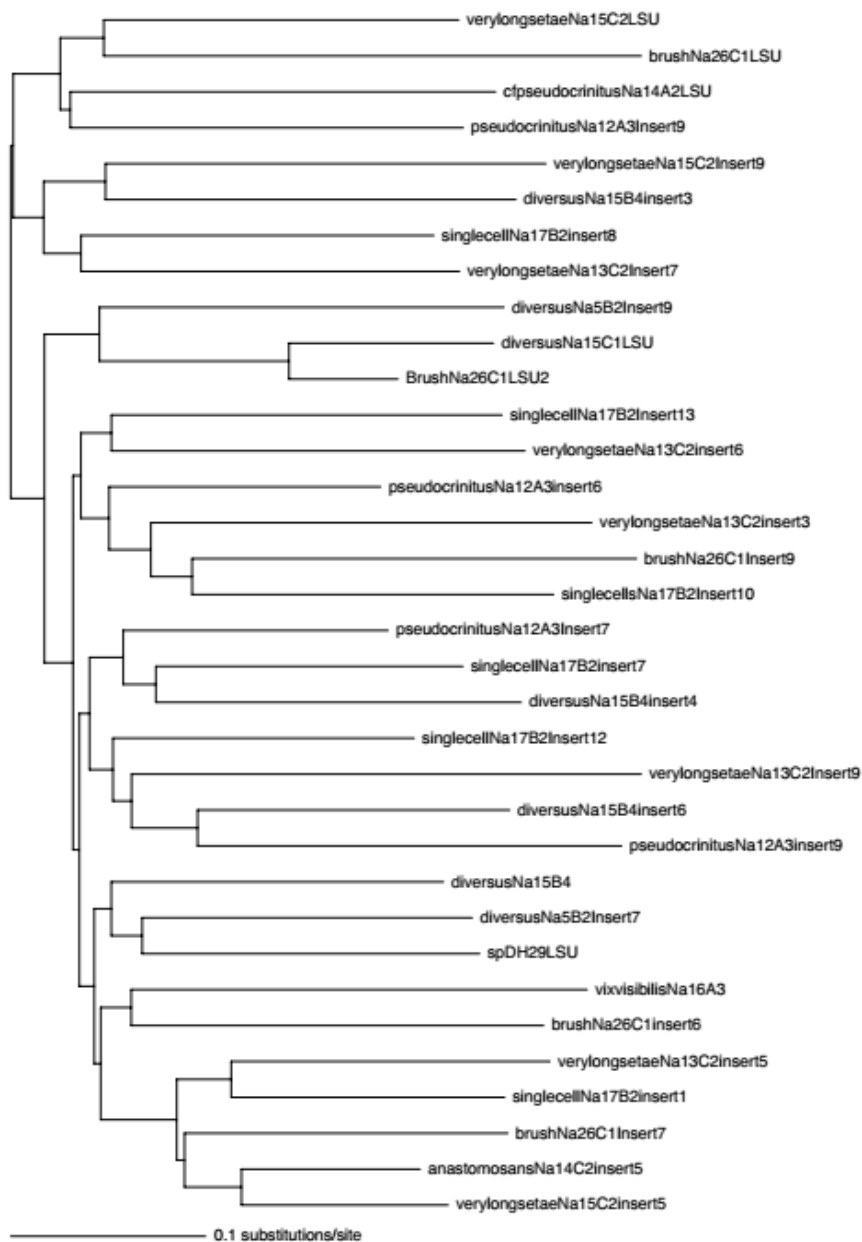 verylongsetaeNa15C2LSU
brushNa26C1LSU
cfpseudocrinitusNa14A2LSU
pseudocrinitusNa12A3Insert9
verylongsetaeNa15C2Insert9
diversusNa15B4insert3
singlecellNa17B2insert8
verylongsetaeNa13C2Insert7
diversusNa5B2Insert9
diversusNa15C1LSU
BrushNa26C1LSU2
singlecellNa17B2Insert13
verylongsetaeNa13C2insert6
pseudocrinitusNa12A3insert6
verylongsetaeNa13C2insert3
brushNa26C1Insert9
singlecellsNa17B2Insert10
pseudocrinitusNa12A3Insert7
singlecellNa17B2insert7
diversusNa15B4insert4
singlecellNa17B2Insert12
verylongsetaeNa13C2Insert9
diversusNa15B4insert6
pseudocrinitusNa12A3insert9
diversusNa15B4
diversusNa5B2Insert7
spDH29LSU
vixvisibilisNa16A3
brushNa26C1insert6
verylongsetaeNa13C2insert5
singlecellNa17B2insert1
brushNa26C1Insert7
anastomosansNa14C2insert5
verylongsetaeNa15C2insert5
0.1 substitutions/site